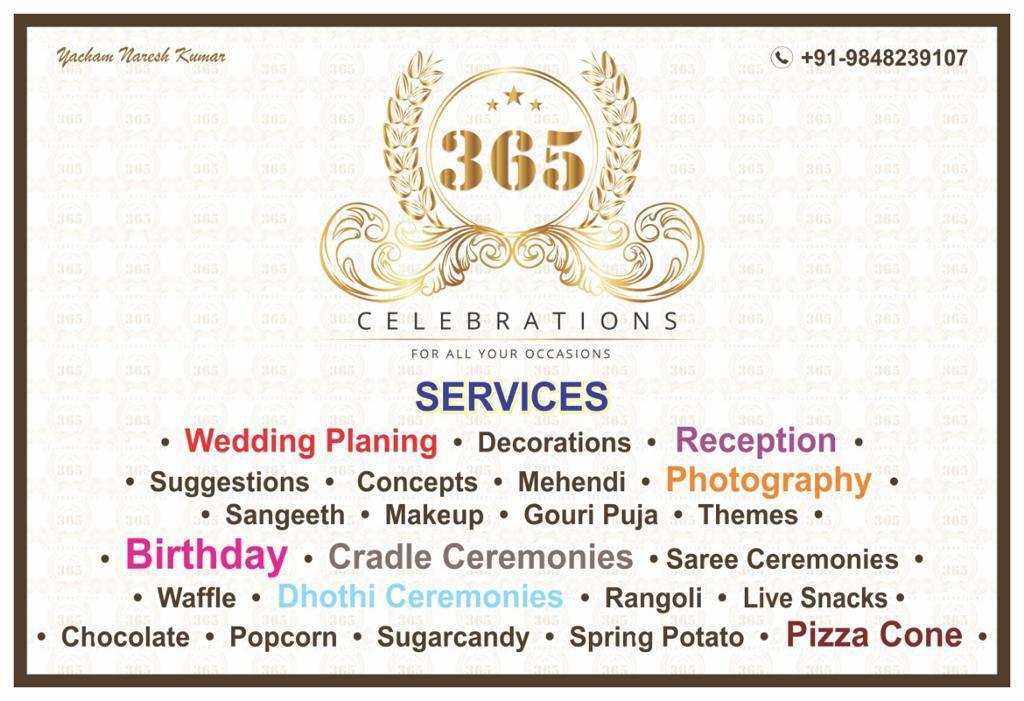 Yacham Naresh Kumar
+91-9848239107
365
CELEBRATIONS
FOR ALL YOUR OCCASIONS
SERVICES
• Wedding Planing • Decorations • Reception •
• Suggestions • Concepts • Mehendi • Photography •
• Sangeeth • Makeup • Gouri Puja • Themes •
• Birthday • Cradle Ceremonies • Saree Ceremonies •
• Waffle • Dhothi Ceremonies • Rangoli • Live Snacks •
• Chocolate • Popcorn • Sugarcandy • Spring Potato • Pizza Cone •